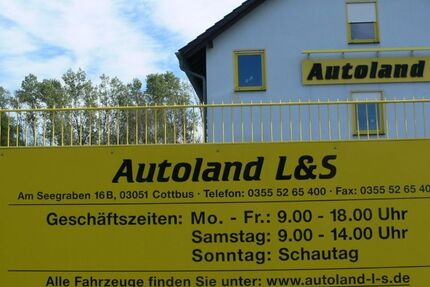 Autoland
Autoland L&S
Am Seegraben 16B, 03051 Cottbus · Telefon: 0355 52 65 400 · Fax: 0355 52 65 40
Geschäftszeiten: Mo. - Fr.: 9.00 - 18.00 Uhr
Samstag: 9.00 - 14.00 Uhr
Sonntag: Schautag
Alle Fahrzeuge finden Sie unter: www.autoland-l-s.de